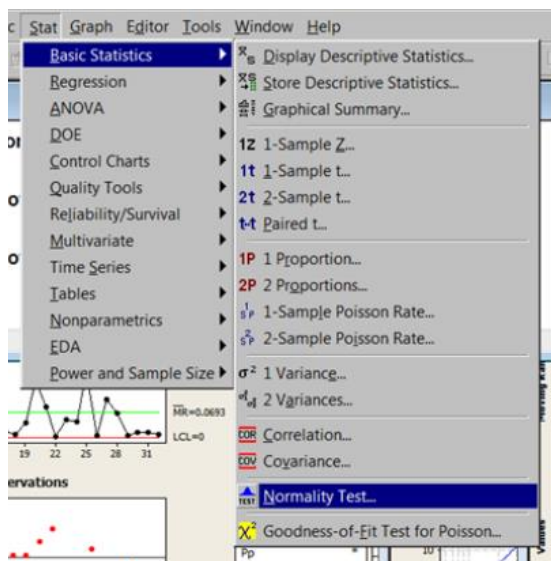 c Stat Graph Editor Tools Window Help
Basic Statistics
Regression
ANOVA
DOE
Control Charts
Quality Tools
Reliability/Survival
Multivariate
Time Series
Tables
Nonparametrics
EDA
Power and Sample Size
Display Descriptive Statistics...
Store Descriptive Statistics...
Graphical Summary...
1Z 1-Sample Z...
1t 1-Sample t...
2t 2-Sample t...
t-t Paired t...
1P 1 Proportion...
2P 2 Proportions...
1-Sample Poisson Rate...
2-Sample Poisson Rate...
σ² 1 Variance...
2 Variances...
COR Correlation...
COV Covariance...
TEST Normality Test...
χ² Goodness-of-Fit Test for Poisson...
MR=0.0693
LCL=0
19 22 25 28 31
ervations
Pp *
10
Values